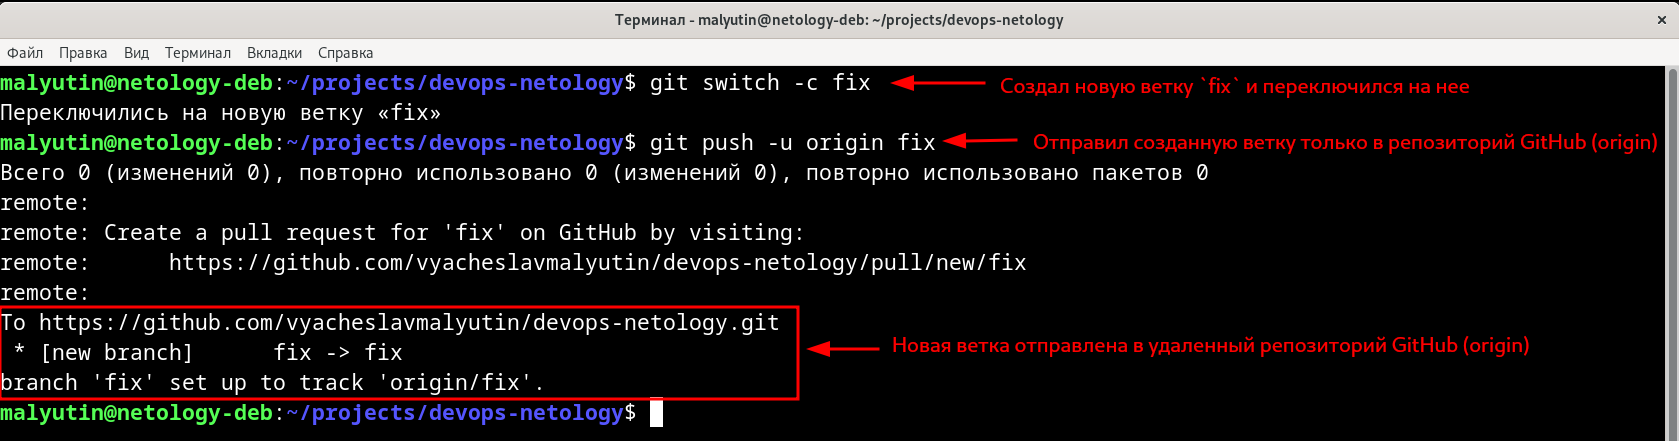 Терминал - malyutin@netology-deb: ~/projects/devops-netology ×
Файл Правка Вид Терминал Вкладки Справка
malyutin@netology-deb:~/projects/devops-netology$ git switch -c fix
Создал новую ветку `fix` и переключился на нее
Переключились на новую ветку «fix»
malyutin@netology-deb:~/projects/devops-netology$ git push -u origin fix
Отправил созданную ветку только в репозиторий GitHub (origin)
Всего 0 (изменений 0), повторно использовано 0 (изменений 0), повторно использовано пакетов 0
remote:
remote: Create a pull request for 'fix' on GitHub by visiting:
remote:      https://github.com/vyacheslavmalyutin/devops-netology/pull/new/fix
remote:
To https://github.com/vyacheslavmalyutin/devops-netology.git
 * [new branch]      fix -> fix
Новая ветка отправлена в удаленный репозиторий GitHub (origin)
branch 'fix' set up to track 'origin/fix'.
malyutin@netology-deb:~/projects/devops-netology$